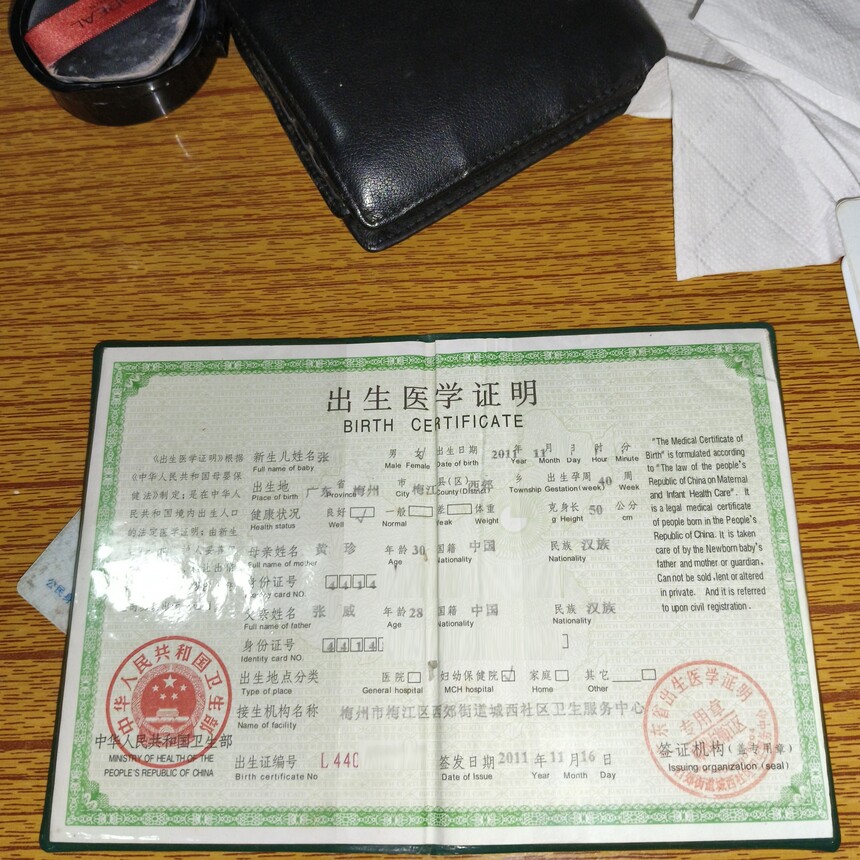 出生医学证明
BIRTH CERTIFICATE
《出生医学证明》根据
《中华人民共和国母婴保
健法》制定，是在中华人
民共和国境内出生人口
的法定医学证明；由新生
新生儿姓名 张 男 女 出生日期 2011 年 11 月 时 分
Full name of baby Male Female Date of birth Year Month Day Hour Minute
出生地 广东 省 梅州 市 梅江 县(区) 西郊 乡 出生孕周 40 周
Place of birth Province City County (District) Township Gestation(week) Week
健康状况 良好 一般 差 体重 克 身长 50 公分
Health status Well Normal Weak Weight g Height cm
母亲姓名 黄 珍 年龄 30 国籍 中国 民族 汉族
Full name of mother Age Nationality Nationality
身份证号 4414
card NO.
父亲姓名 张 威 年龄 28 国籍 中国 民族 汉族
Full name of father Age Nationality Nationality
身份证号 4414
Identity card NO.
出生地点分类 医院 妇幼保健院 家庭 其它
Type of place General hospital MCH hospital Home Other
接生机构名称 梅州市梅江区西郊街道城西社区卫生服务中心
Name of facility
出生证编号 L440 签发日期 2011 年 11 月 16 日
Birth certificate No Date of Issue Year Month Day
"The Medical Certificate of
Birth" is formulated according
to "The law of the people's
Republic of China on Maternal
and Infant Health Care". It
is a legal medical certificate
of people born in the People's
Republic of China. It is taken
care of by the Newborn baby's
father and mother or guardian.
Can not be sold ,lent or altered
in private. And it is referred
to upon civil registration.
中华人民共和国卫生部
中华人民共和国卫生部
MINISTRY OF HEALTH OF THE
PEOPLE'S REPUBLIC OF CHINA
省出生医学证明
专用章
签证机构(盖专用章)
Issuing organization (seal)
公民身